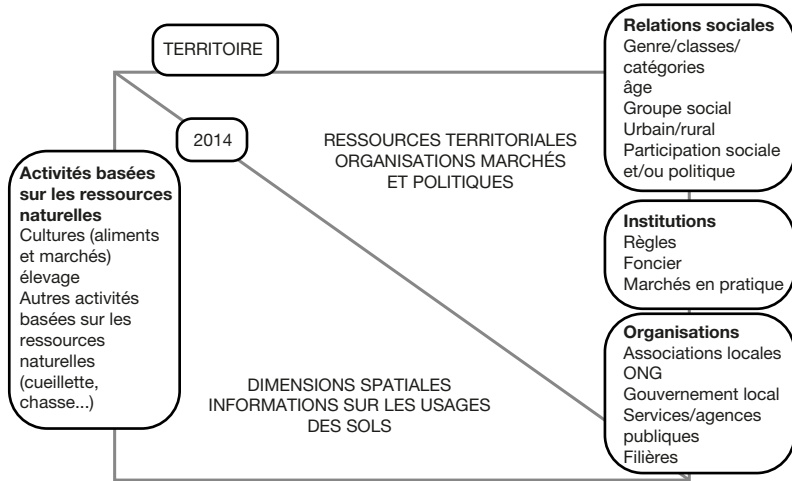 TERRITOIRE
2014
RESSOURCES TERRITORIALES
ORGANISATIONS MARCHÉS
ET POLITIQUES
Activités basées
sur les ressources
naturelles
Cultures (aliments
et marchés)
élevage
Autres activités
basées sur les
ressources
naturelles
(cueillette,
chasse...)
DIMENSIONS SPATIALES
INFORMATIONS SUR LES USAGES
DES SOLS
Relations sociales
Genre/classes/
catégories
âge
Groupe social
Urbain/rural
Participation sociale
et/ou politique
Institutions
Règles
Foncier
Marchés en pratique
Organisations
Associations locales
ONG
Gouvernement local
Services/agences
publiques
Filières